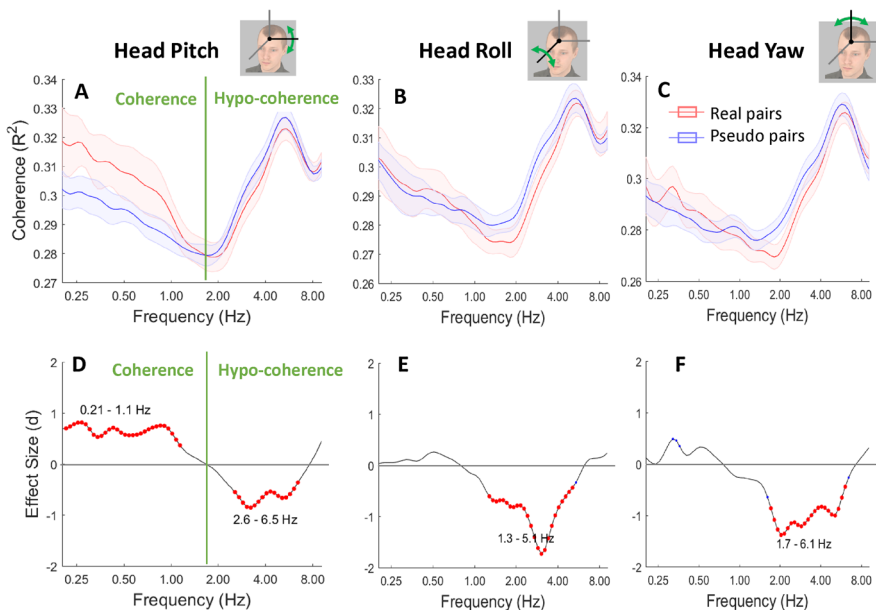 Head Pitch
Head Roll
Head Yaw
A
Coherence
Hypo-coherence
Coherence (R²)
0.34
0.33
0.32
0.31
0.3
0.29
0.28
0.27
0.25
0.50
1.00
2.00
4.00
8.00
Frequency (Hz)
B
0.33
0.32
0.31
0.3
0.29
0.28
0.27
0.26
0.25
0.50
1.00
2.00
4.00
8.00
Frequency (Hz)
C
Real pairs
Pseudo pairs
0.34
0.32
0.3
0.28
0.26
0.25
1.00
2.00
4.00
8.00
Frequency (Hz)
D
Coherence
Hypo-coherence
Effect Size (d)
2
1
0
-1
-2
0.21 - 1.1 Hz
2.6 - 6.5 Hz
0.25
0.50
1.00
2.00
4.00
8.00
Frequency (Hz)
E
2
1
0
-1
-2
1.3 - 5.1 Hz
0.25
0.50
1.00
2.00
4.00
8.00
Frequency (Hz)
F
2
1
0
-1
-2
1.7 - 6.1 Hz
0.25
0.50
1.00
2.00
4.00
8.00
Frequency (Hz)